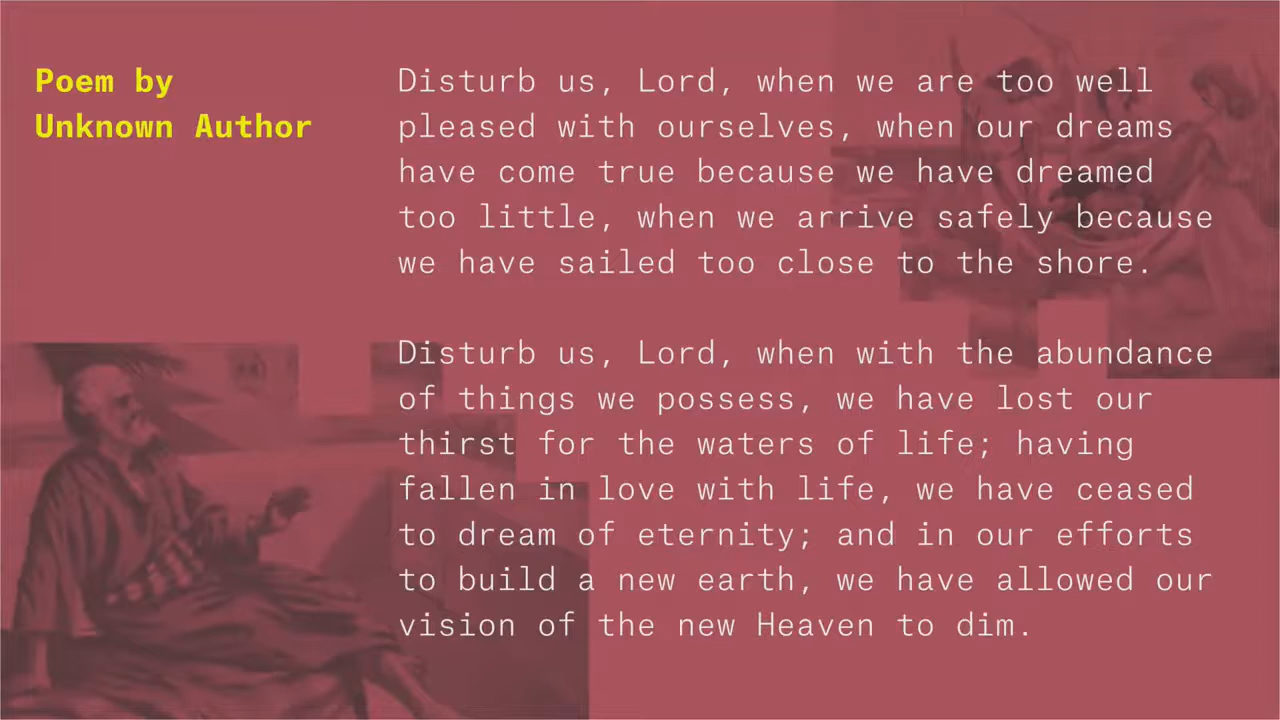 Poem by
Unknown Author
Disturb us, Lord, when we are too well
pleased with ourselves, when our dreams
have come true because we have dreamed
too little, when we arrive safely because
we have sailed too close to the shore.
Disturb us, Lord, when with the abundance
of things we possess, we have lost our
thirst for the waters of life; having
fallen in love with life, we have ceased
to dream of eternity; and in our efforts
to build a new earth, we have allowed our
vision of the new Heaven to dim.